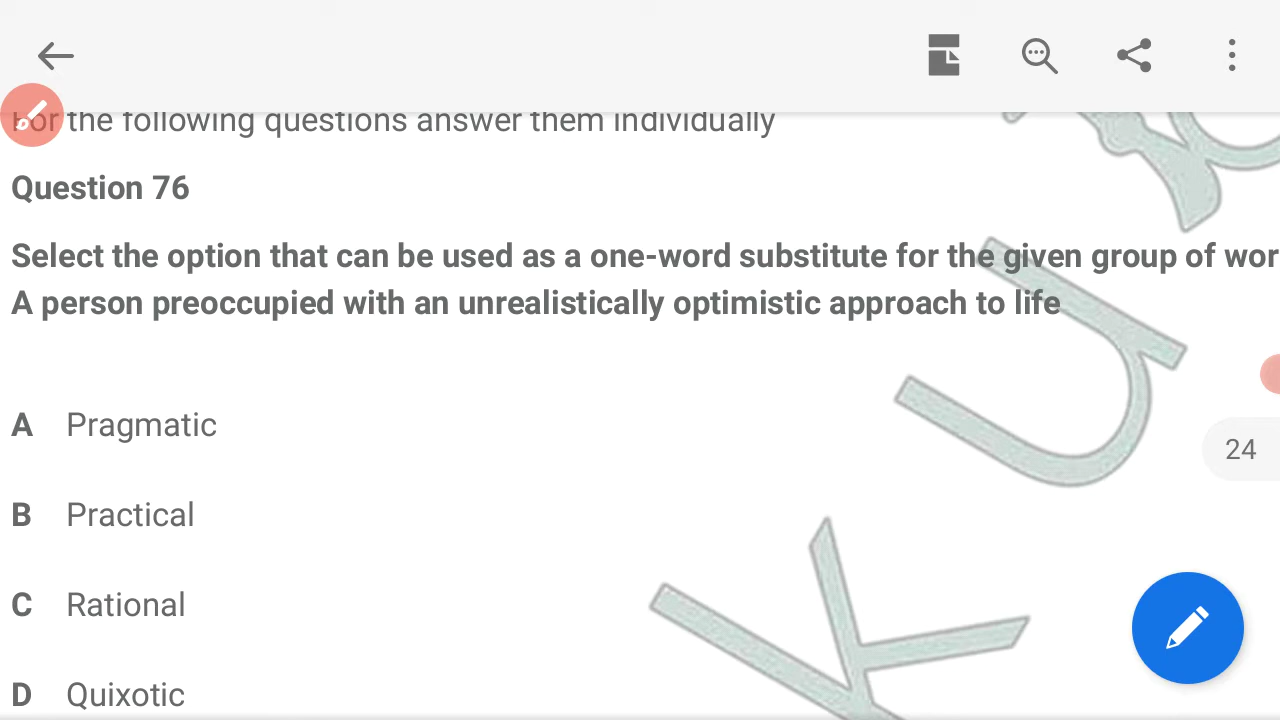 For the following questions answer them individually
Question 76
Select the option that can be used as a one-word substitute for the given group of wor
A person preoccupied with an unrealistically optimistic approach to life
A Pragmatic
B Practical
24
C Rational
D Quixotic